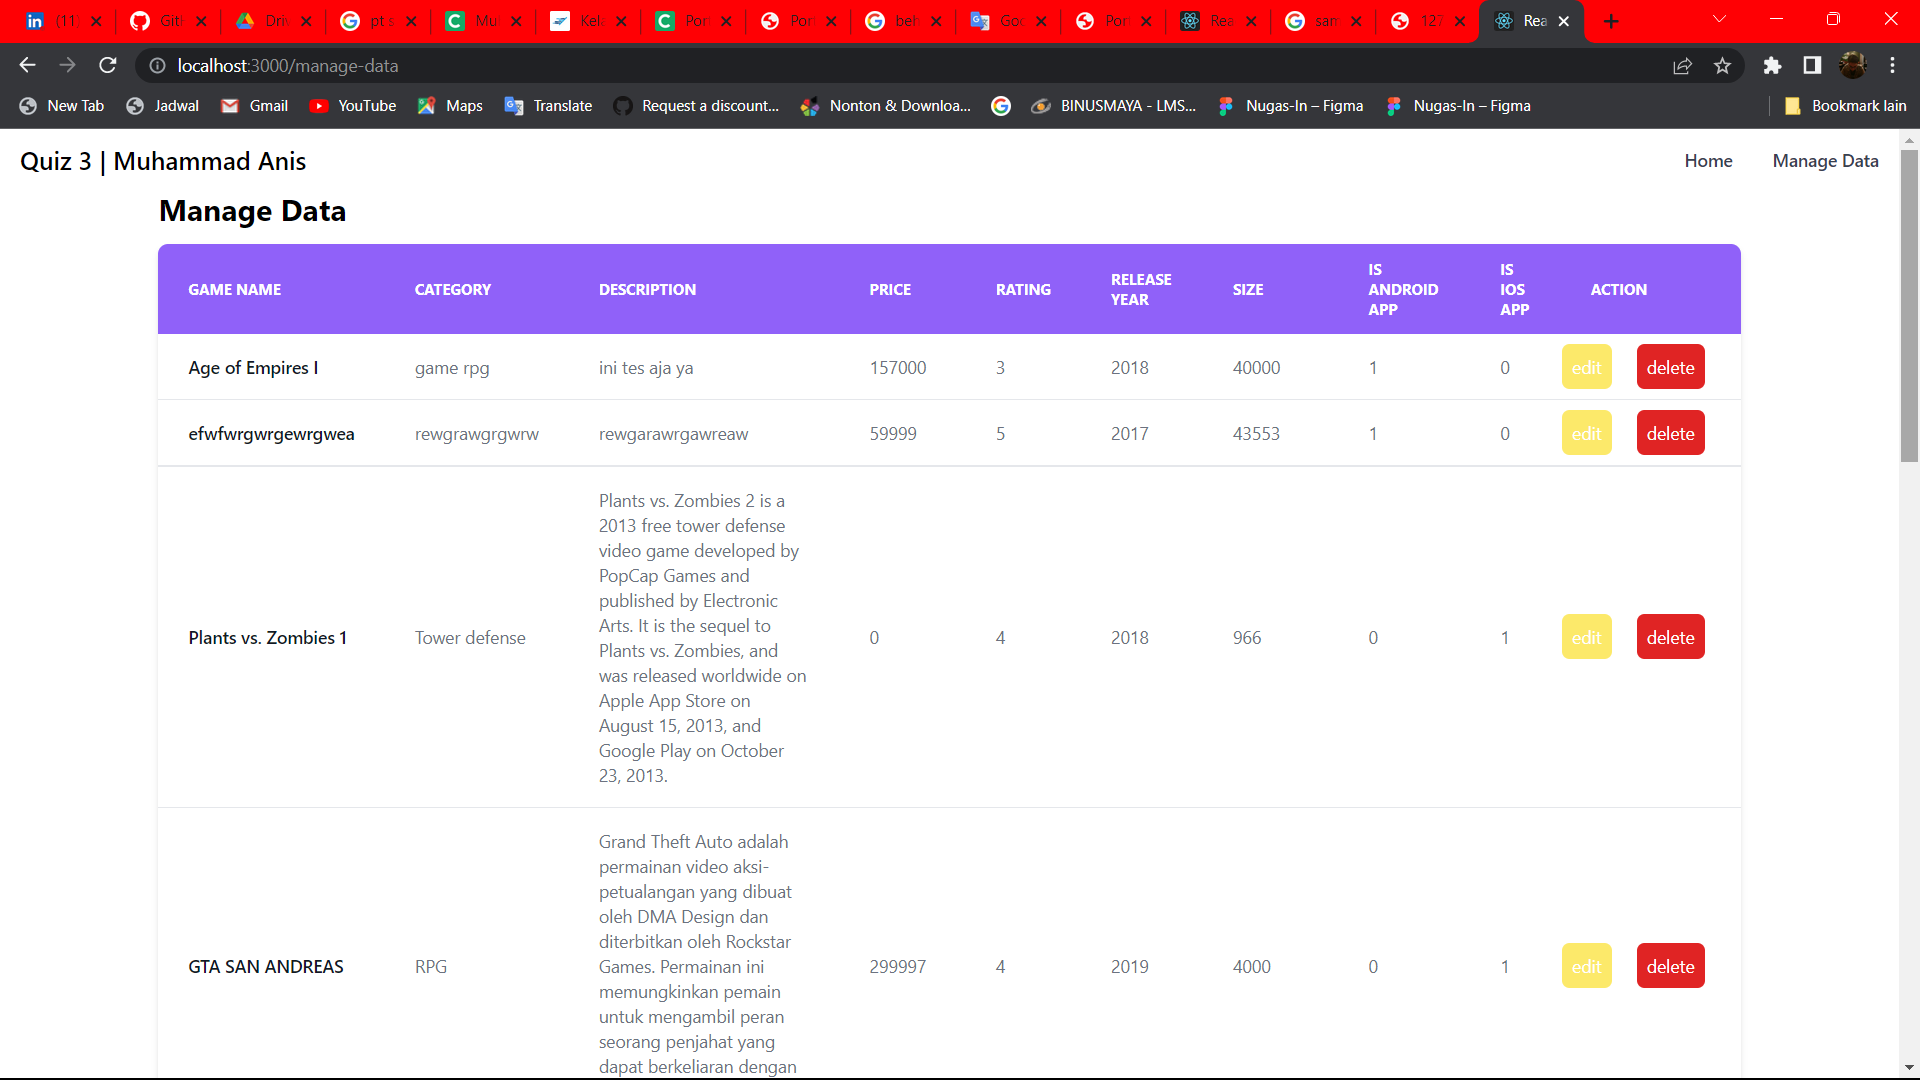 (11)
Git
Driv
pt s
Mu
Kela
Por
Por
beh
Goo
Por
Rea
sam
127
Rea
localhost:3000/manage-data
New Tab
Jadwal
Gmail
YouTube
Maps
Translate
Request a discount...
Nonton & Downloa...
BINUSMAYA - LMS...
Nugas-In – Figma
Nugas-In – Figma
Bookmark lain
Quiz 3 | Muhammad Anis
Home
Manage Data
Manage Data
GAME NAME CATEGORY DESCRIPTION PRICE RATING RELEASE YEAR SIZE IS ANDROID APP IS IOS APP ACTION
Age of Empires I game rpg ini tes aja ya 157000 3 2018 40000 1 0 edit delete
efwfwrgwrgewrgwea rewgrawgrgwrw rewgarawrgawreaw 59999 5 2017 43553 1 0 edit delete
Plants vs. Zombies 1
Tower defense
Plants vs. Zombies 2 is a
2013 free tower defense
video game developed by
PopCap Games and
published by Electronic
Arts. It is the sequel to
Plants vs. Zombies, and
was released worldwide on
Apple App Store on
August 15, 2013, and
Google Play on October
23, 2013.
0 4 2018 966 0 1 edit delete
GTA SAN ANDREAS
RPG
Grand Theft Auto adalah
permainan video aksi-
petualangan yang dibuat
oleh DMA Design dan
diterbitkan oleh Rockstar
Games. Permainan ini
memungkinkan pemain
untuk mengambil peran
seorang penjahat yang
dapat berkeliaran dengan
299997 4 2019 4000 0 1 edit delete